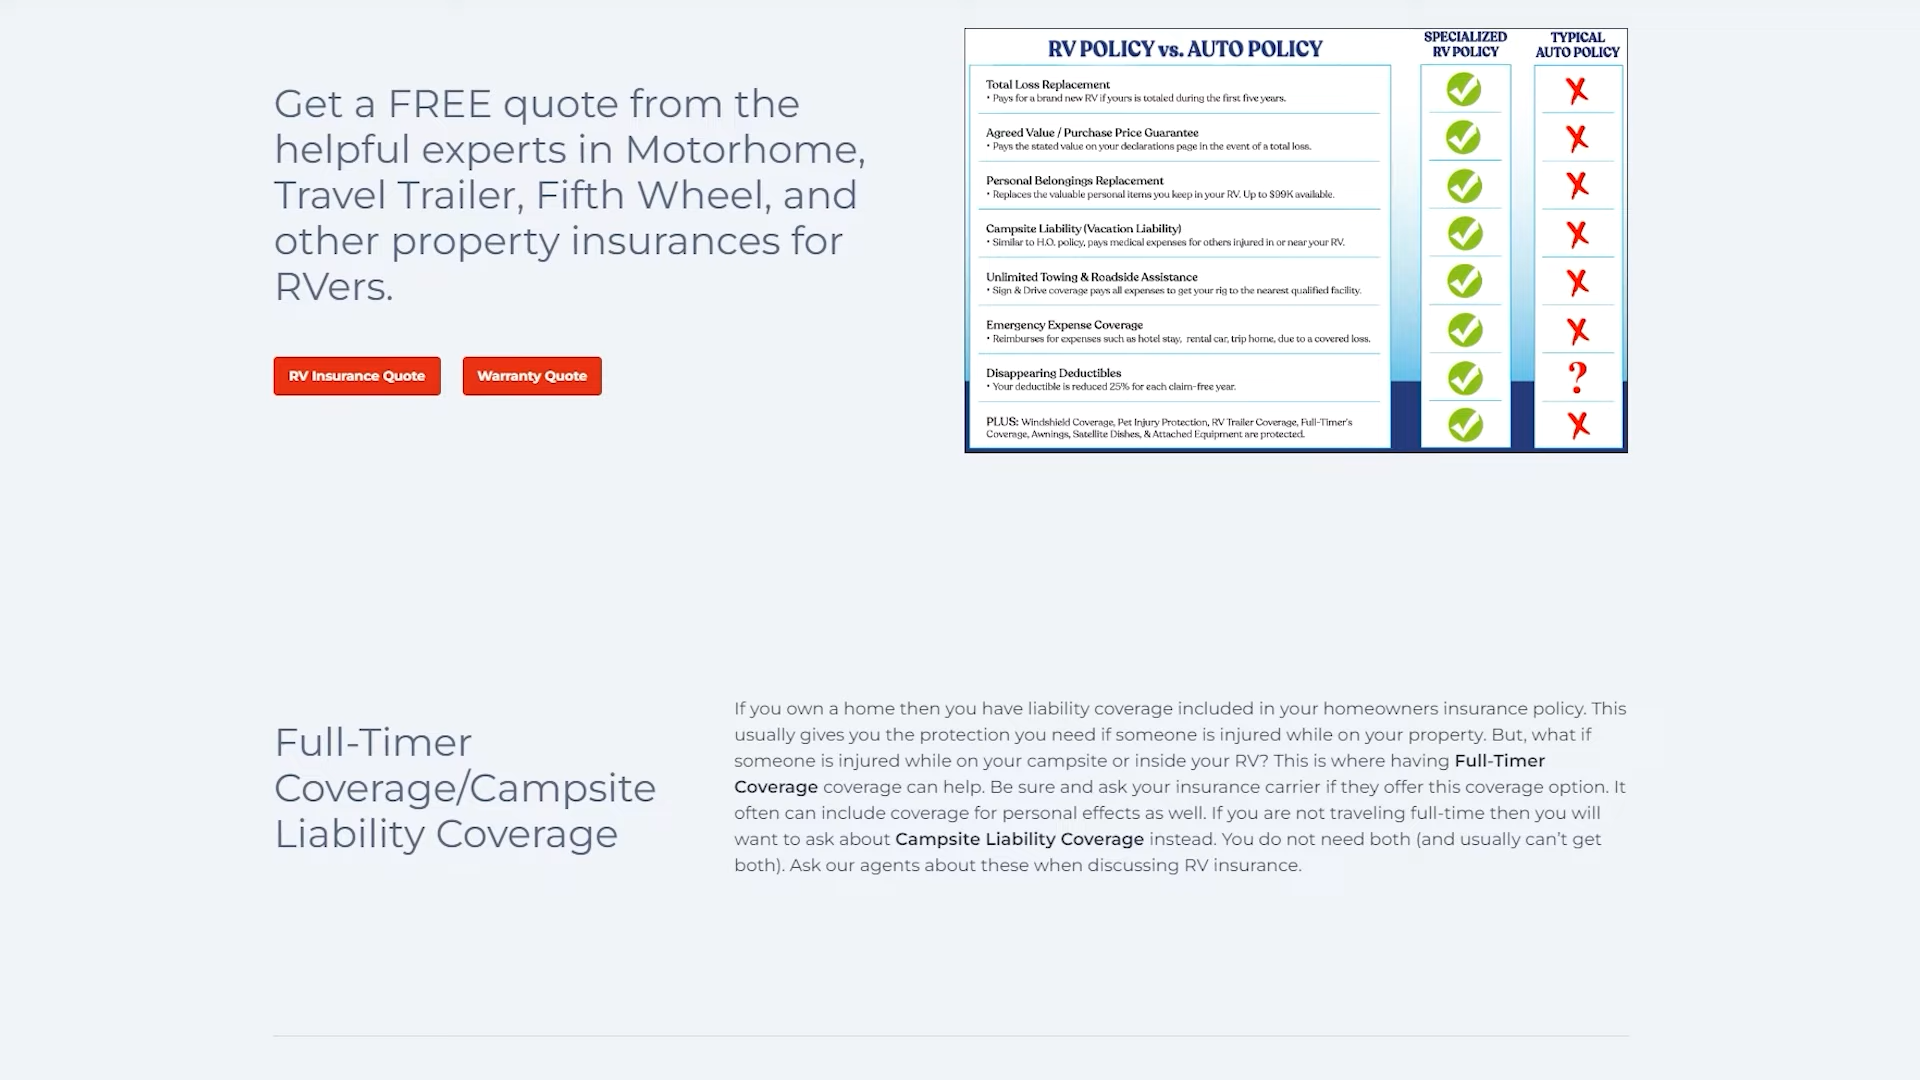 Get a FREE quote from the
helpful experts in Motorhome,
Travel Trailer, Fifth Wheel, and
other property insurances for
RVers.
RV Insurance Quote
Warranty Quote
RV POLICY vs. AUTO POLICY
SPECIALIZED
RV POLICY
TYPICAL
AUTO POLICY
Total Loss Replacement
• Pays for a brand new RV if yours is totaled during the first five years.
Agreed Value / Purchase Price Guarantee
• Pays the stated value on your declarations page in the event of a total loss.
Personal Belongings Replacement
• Replaces the valuable personal items you keep in your RV. Up to $99K available.
Campsite Liability (Vacation Liability)
• Similar to H.O. policy, pays medical expenses for others injured in or near your RV.
Unlimited Towing & Roadside Assistance
• Sign & Drive coverage pays all expenses to get your rig to the nearest qualified facility.
Emergency Expense Coverage
• Reimburses for expenses such as hotel stay, rental car, trip home, due to a covered loss.
Disappearing Deductibles
• Your deductible is reduced 25% for each claim-free year.
?
PLUS: Windshield Coverage, Pet Injury Protection, RV Trailer Coverage, Full-Timer's
Coverage, Awnings, Satellite Dishes, & Attached Equipment are protected.
Full-Timer
Coverage/Campsite
Liability Coverage
If you own a home then you have liability coverage included in your homeowners insurance policy. This
usually gives you the protection you need if someone is injured while on your property. But, what if
someone is injured while on your campsite or inside your RV? This is where having Full-Timer
Coverage coverage can help. Be sure and ask your insurance carrier if they offer this coverage option. It
often can include coverage for personal effects as well. If you are not traveling full-time then you will
want to ask about Campsite Liability Coverage instead. You do not need both (and usually can't get
both). Ask our agents about these when discussing RV insurance.